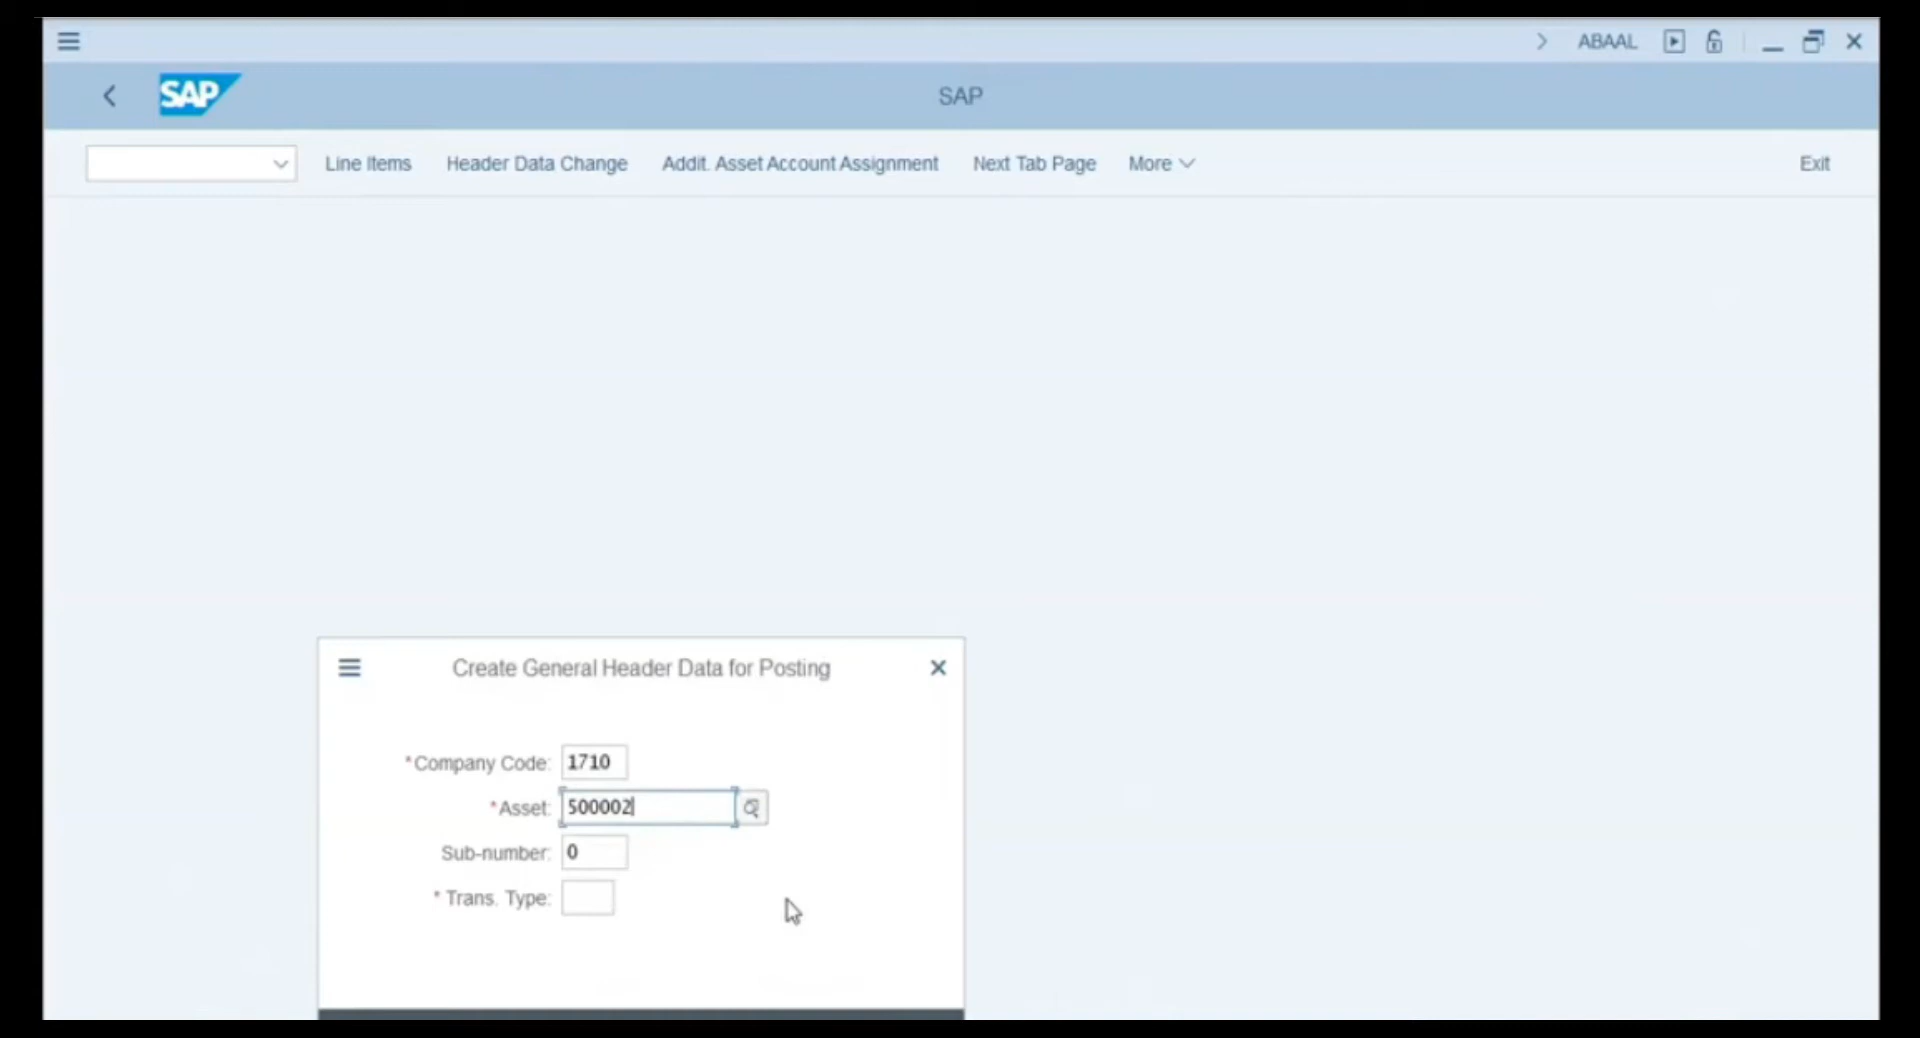 ABAAL
SAP
SAP
Line Items Header Data Change Addit. Asset Account Assignment Next Tab Page More Exit
Create General Header Data for Posting
*Company Code: 1710
*Asset: 500002
Sub-number: 0
* Trans. Type: